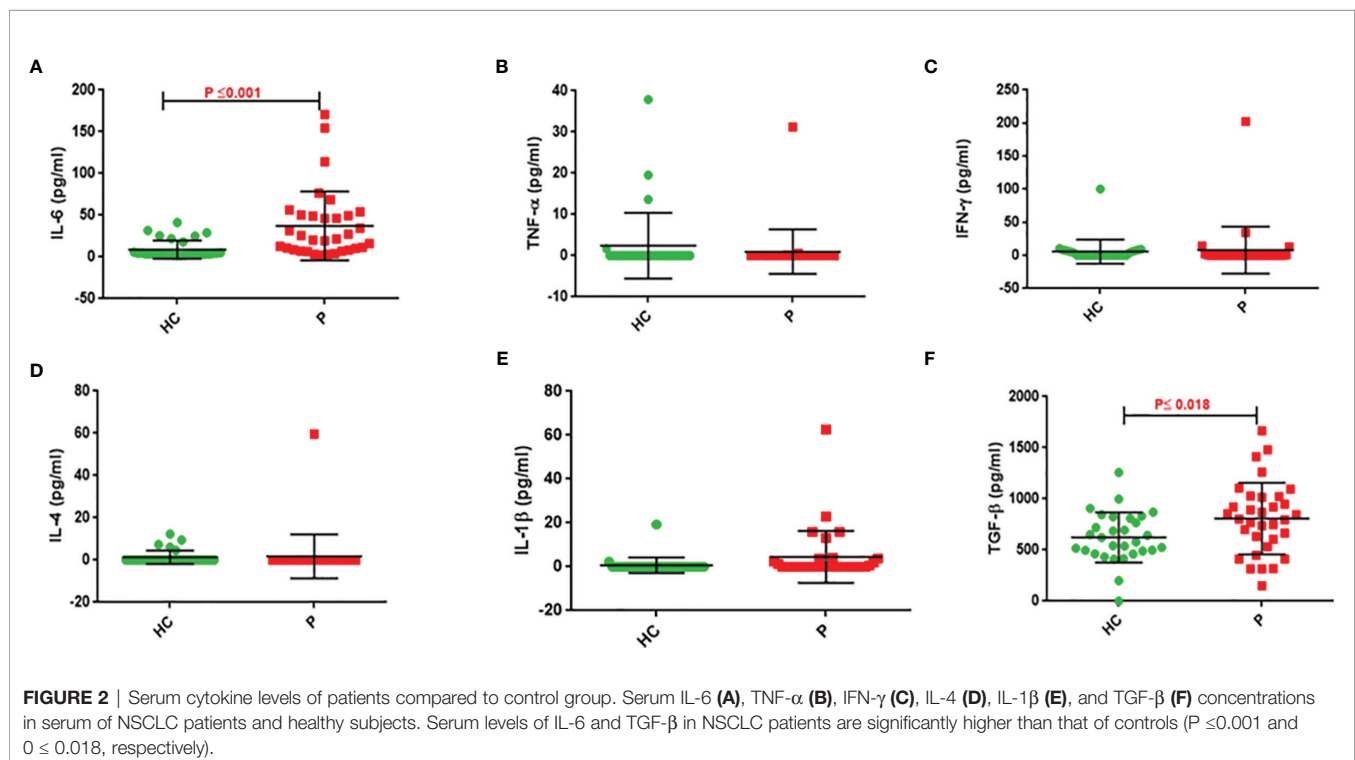 A
IL-6 (pg/ml)
200
150
100
50
0
-50
P ≤0.001
HC
P
B
TNF-α (pg/ml)
40
30
20
10
0
-10
HC
P
C
IFN-γ (pg/ml)
250
200
150
100
50
0
-50
HC
P
D
IL-4 (pg/ml)
80
60
40
20
0
-20
HC
P
E
IL-1β (pg/ml)
80
60
40
20
0
-20
HC
P
F
TGF-β (pg/ml)
2000
1500
1000
500
0
P≤ 0.018
HC
P
FIGURE 2 | Serum cytokine levels of patients compared to control group. Serum IL-6 (A), TNF-α (B), IFN-γ (C), IL-4 (D), IL-1β (E), and TGF-β (F) concentrations
in serum of NSCLC patients and healthy subjects. Serum levels of IL-6 and TGF-β in NSCLC patients are significantly higher than that of controls (P ≤0.001 and
0 ≤ 0.018, respectively).